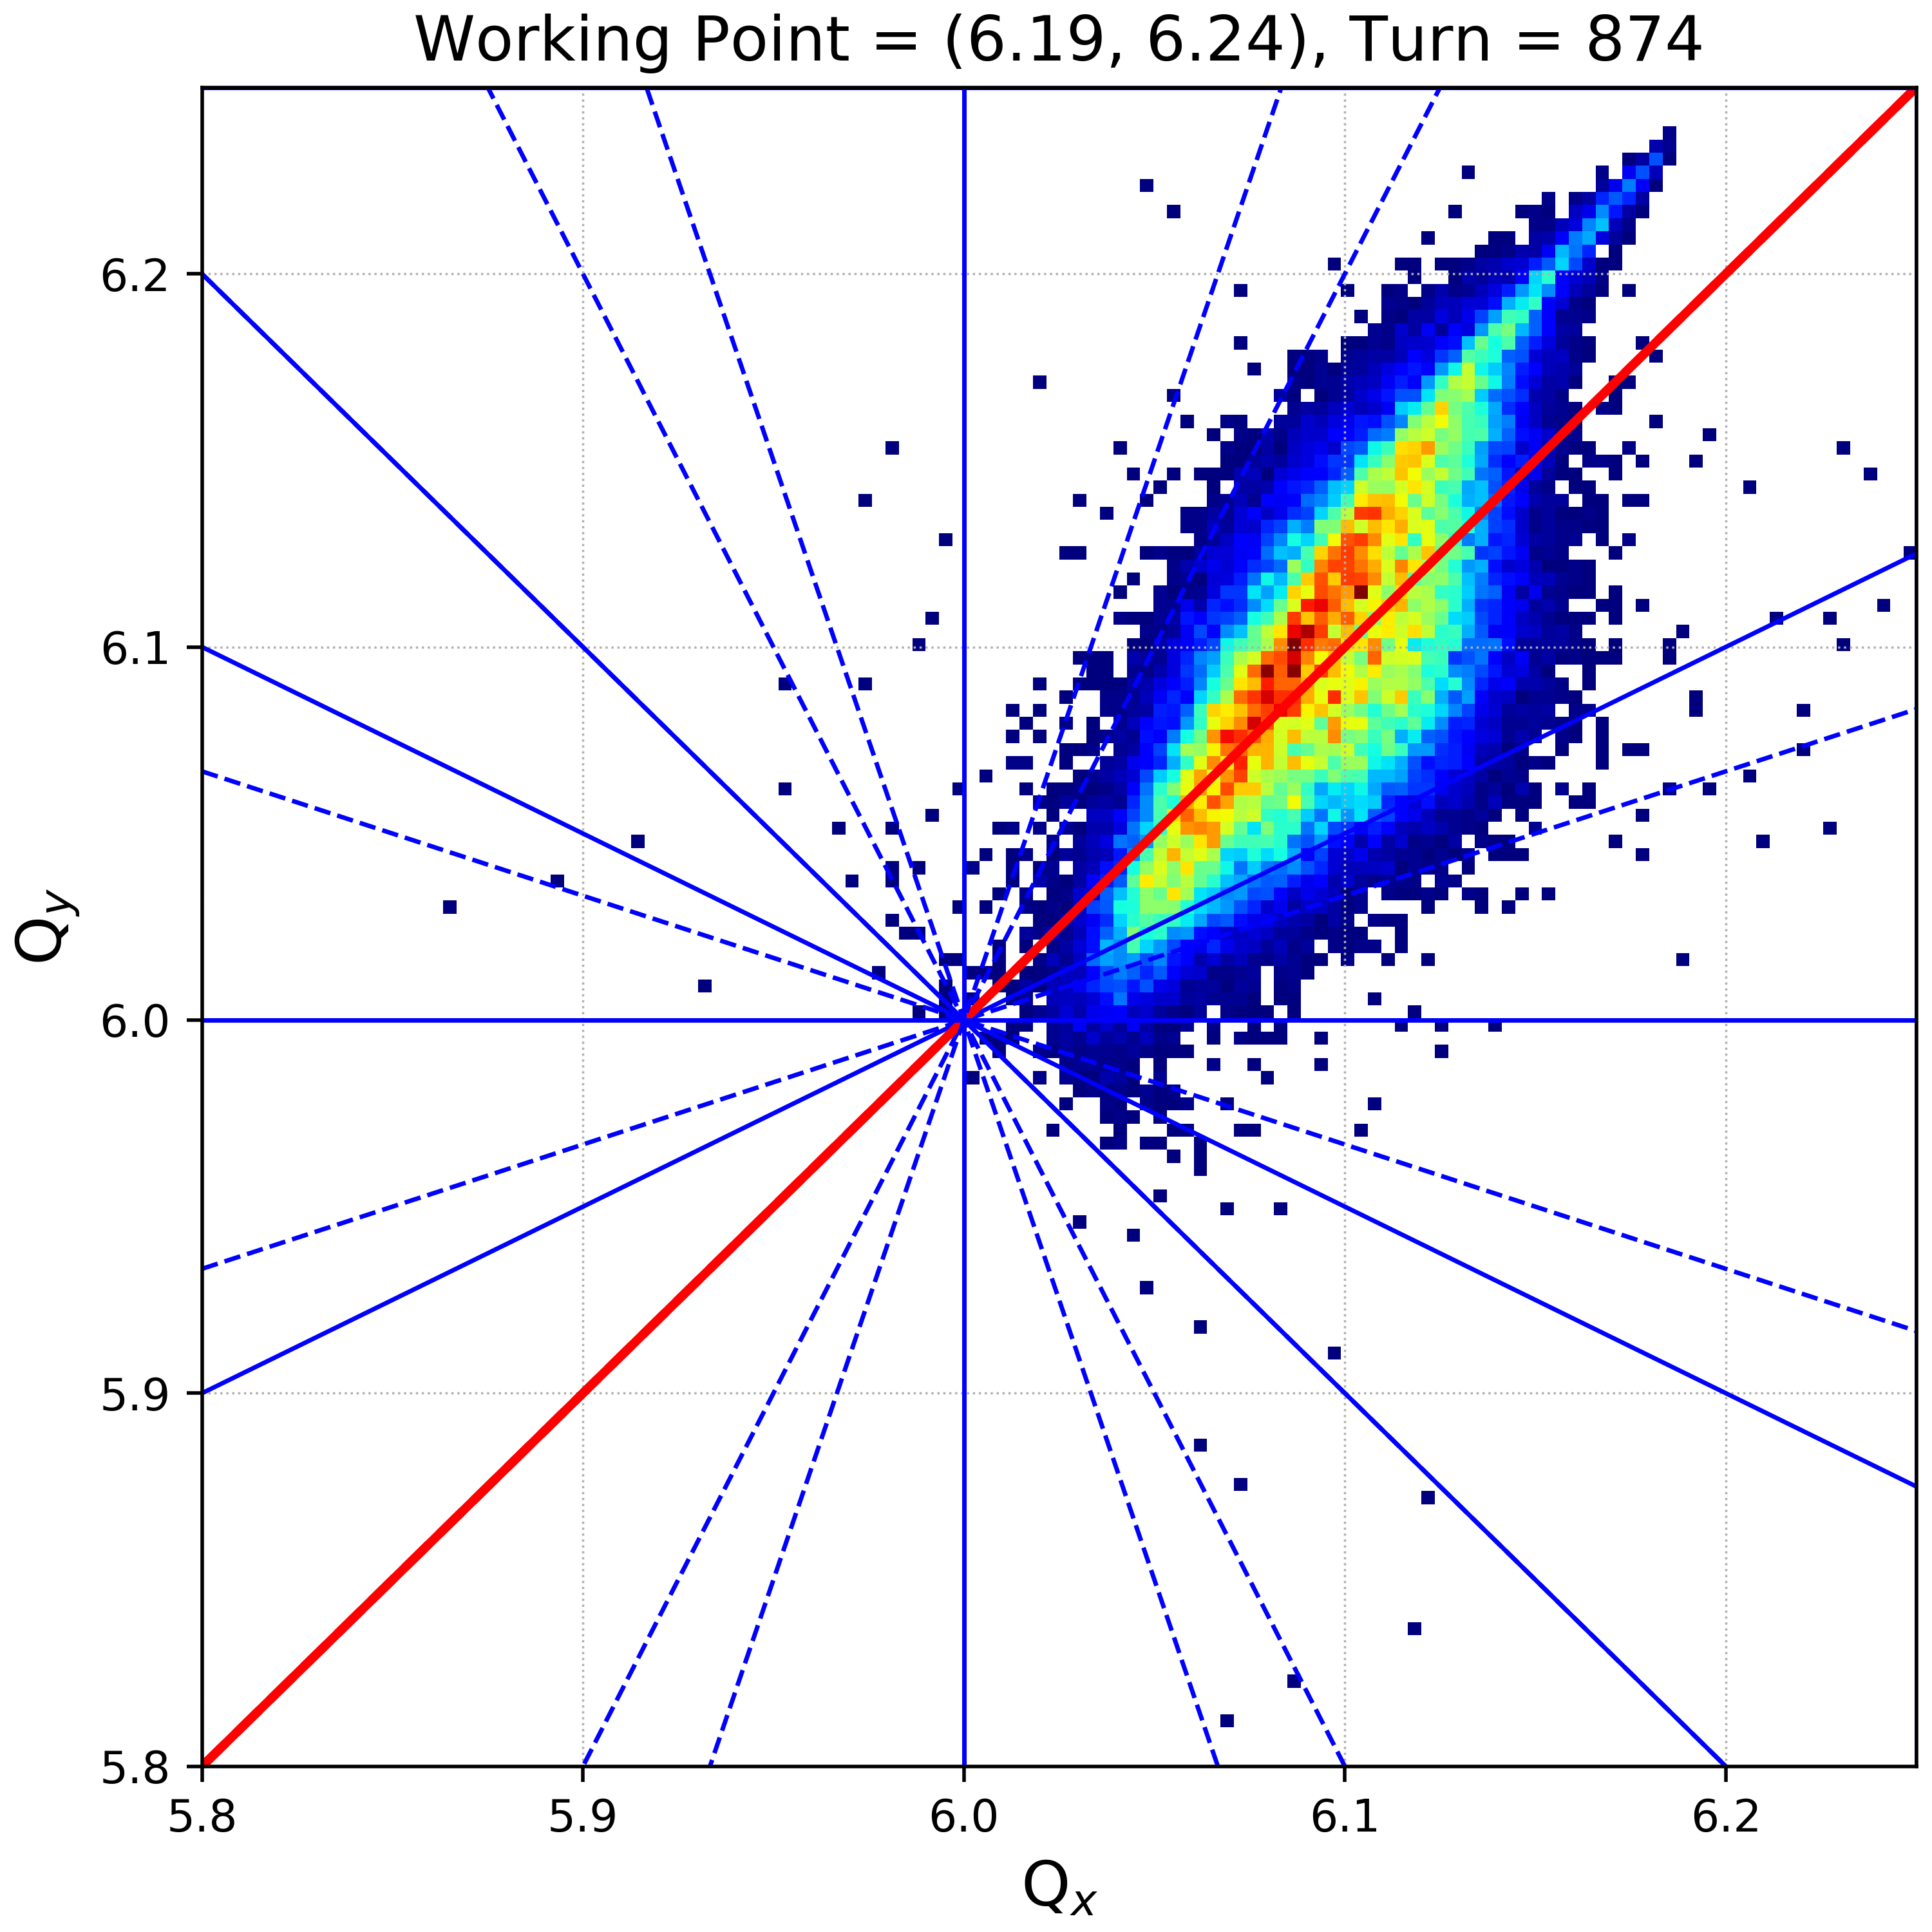 Working Point = (6.19, 6.24), Turn = 874
6.2
6.1
6.0
5.9
5.8
Qy
5.8 5.9 6.0 6.1 6.2
Qx